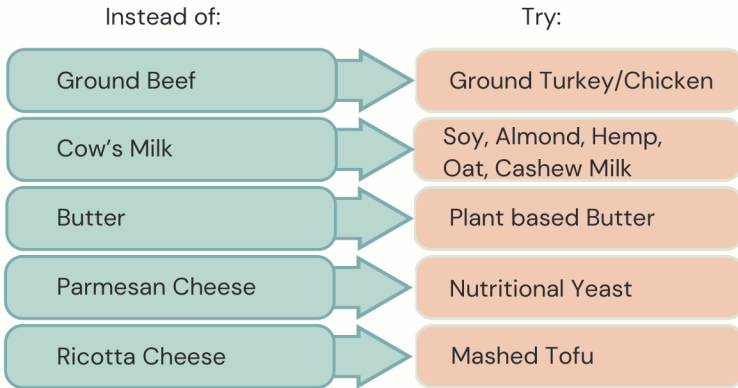 Instead of:
Try:
Ground Beef
Ground Turkey/Chicken
Cow's Milk
Soy, Almond, Hemp,
Oat, Cashew Milk
Butter
Plant based Butter
Parmesan Cheese
Nutritional Yeast
Ricotta Cheese
Mashed Tofu